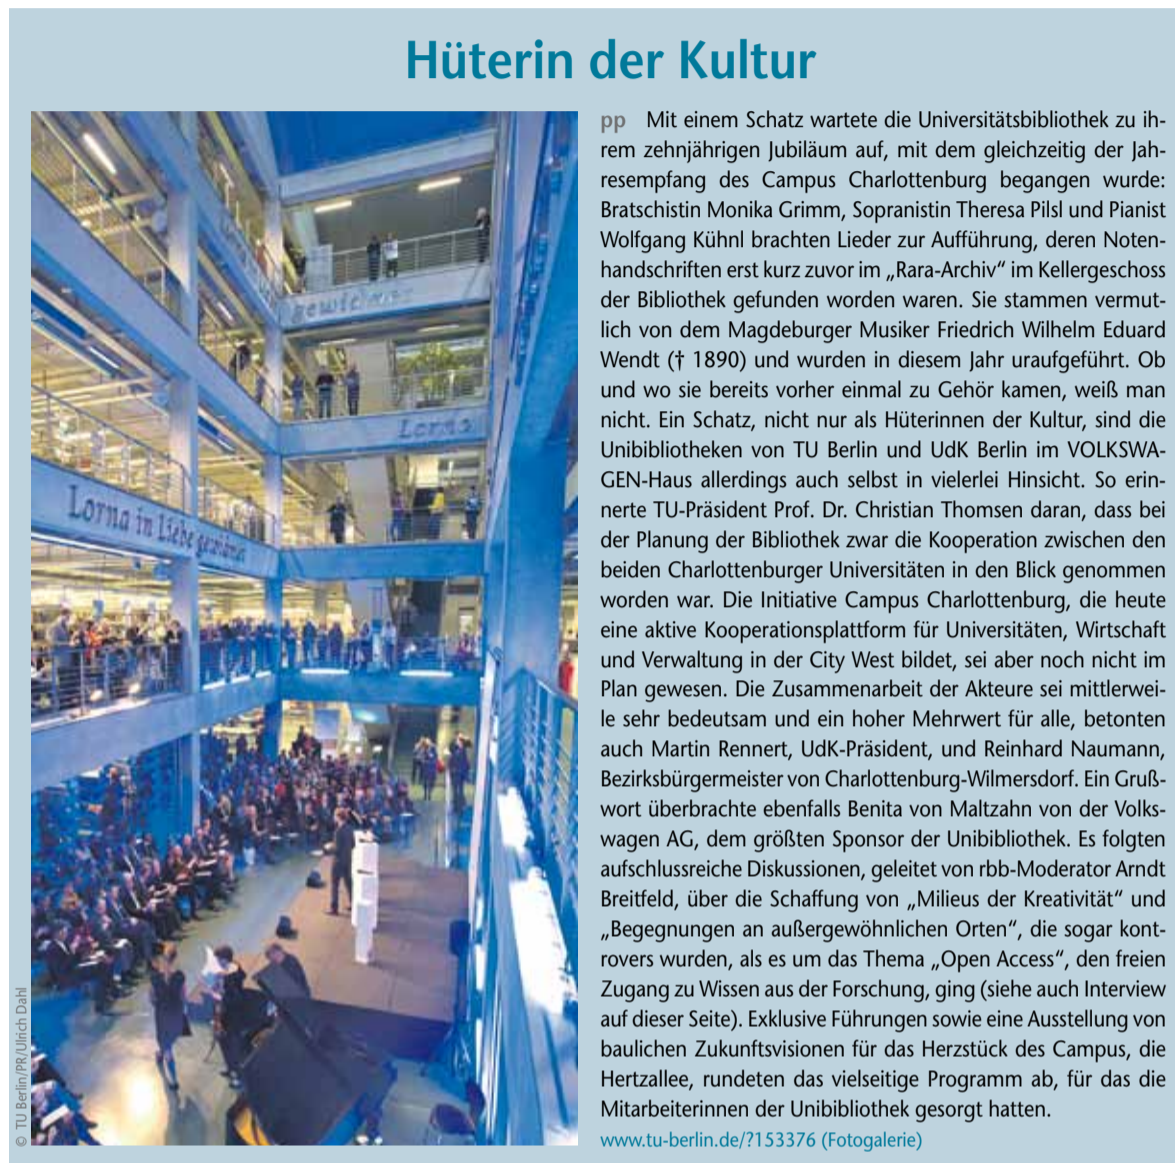 Hüterin der Kultur
gewidmet
Lorna
Lorna in Liebe gewidmet
© TU Berlin/PR/Ulrich Dahl
pp Mit einem Schatz wartete die Universitätsbibliothek zu ih-
rem zehnjährigen Jubiläum auf, mit dem gleichzeitig der Jah-
resempfang des Campus Charlottenburg begangen wurde:
Bratschistin Monika Grimm, Sopranistin Theresa Pilsl und Pianist
Wolfgang Kühnl brachten Lieder zur Aufführung, deren Noten-
handschriften erst kurz zuvor im „Rara-Archiv“ im Kellergeschoss
der Bibliothek gefunden worden waren. Sie stammen vermut-
lich von dem Magdeburger Musiker Friedrich Wilhelm Eduard
Wendt († 1890) und wurden in diesem Jahr uraufgeführt. Ob
und wo sie bereits vorher einmal zu Gehör kamen, weiß man
nicht. Ein Schatz, nicht nur als Hüterinnen der Kultur, sind die
Unibibliotheken von TU Berlin und UdK Berlin im VOLKSWA-
GEN-Haus allerdings auch selbst in vielerlei Hinsicht. So erin-
nerte TU-Präsident Prof. Dr. Christian Thomsen daran, dass bei
der Planung der Bibliothek zwar die Kooperation zwischen den
beiden Charlottenburger Universitäten in den Blick genommen
worden war. Die Initiative Campus Charlottenburg, die heute
eine aktive Kooperationsplattform für Universitäten, Wirtschaft
und Verwaltung in der City West bildet, sei aber noch nicht im
Plan gewesen. Die Zusammenarbeit der Akteure sei mittlerwei-
le sehr bedeutsam und ein hoher Mehrwert für alle, betonten
auch Martin Rennert, UdK-Präsident, und Reinhard Naumann,
Bezirksbürgermeister von Charlottenburg-Wilmersdorf. Ein Gruß-
wort überbrachte ebenfalls Benita von Maltzahn von der Volks-
wagen AG, dem größten Sponsor der Unibibliothek. Es folgten
aufschlussreiche Diskussionen, geleitet von rbb-Moderator Arndt
Breitfeld, über die Schaffung von „Milieus der Kreativität“ und
„Begegnungen an außergewöhnlichen Orten“, die sogar kont-
rovers wurden, als es um das Thema „Open Access“, den freien
Zugang zu Wissen aus der Forschung, ging (siehe auch Interview
auf dieser Seite). Exklusive Führungen sowie eine Ausstellung von
baulichen Zukunftsvisionen für das Herzstück des Campus, die
Hertzallee, rundeten das vielseitige Programm ab, für das die
Mitarbeiterinnen der Unibibliothek gesorgt hatten.
www.tu-berlin.de/?153376 (Fotogalerie)